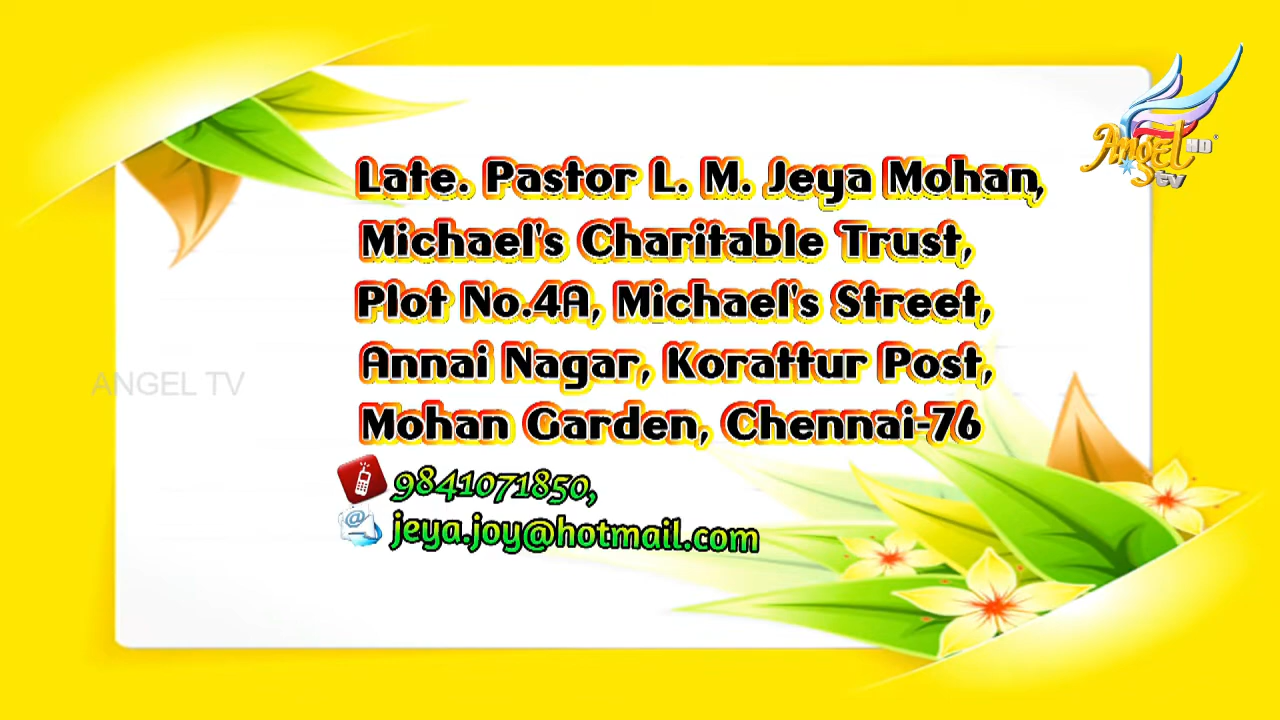 Angel HD
tv
Late. Pastor L. M. Jeya Mohan,
Michael's Charitable Trust,
Plot No.4A, Michael's Street,
Annai Nagar, Korattur Post,
ANGEL TV
Mohan Garden, Chennai-76
9841071850,
jeya.joy@hotmail.com